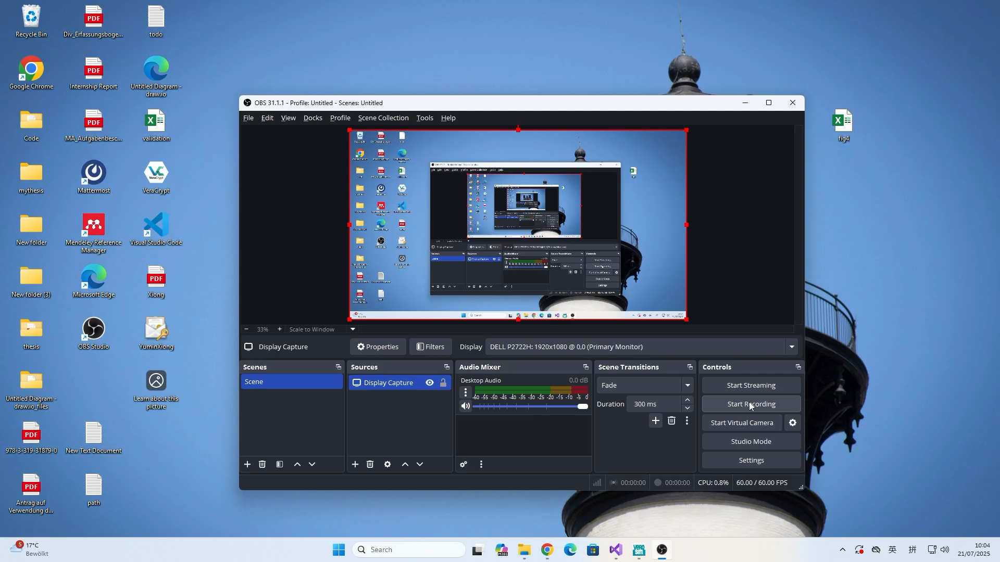 Recycle Bin
Div_Erfassungsboge...
todo
Google Chrome
Internship Report
Untitled Diagram -
draw.io
Code
MA_Aufgabenbesc...
validation
mythesis
Mattermost
VeraCrypt
New folder
Mendeley Reference
Manager
Visual Studio Code
New folder (3)
Microsoft Edge
Xiong
thesis
OBS Studio
YuminXiong
Untitled Diagram -
draw.io_files
Learn about this
picture
978-3-319-31879-0
New Text Document
Antrag auf
Verwendung d...
path
fig4
OBS 31.1.1 - Profile: Untitled - Scenes: Untitled
File Edit View Docks Profile Scene Collection Tools Help
33% Scale to Window
Display Capture Properties Filters Display DELL P2722H: 1920x1080 @ 0,0 (Primary Monitor)
Scenes
Scene
Sources
Display Capture
Audio Mixer
Desktop Audio 0.0 dB
-60 -55 -50 -45 -40 -35 -30 -25 -20 -15 -10 -5 0
Scene Transitions
Fade
Duration 300 ms
Controls
Start Streaming
Start Recording
Start Virtual Camera
Studio Mode
Settings
00:00:00 00:00:00 CPU: 0.8% 60.00 / 60.00 FPS
5
17°C
Bewölkt
Search
M365
VERO
SIM
英
拼
10:04
21/07/2025